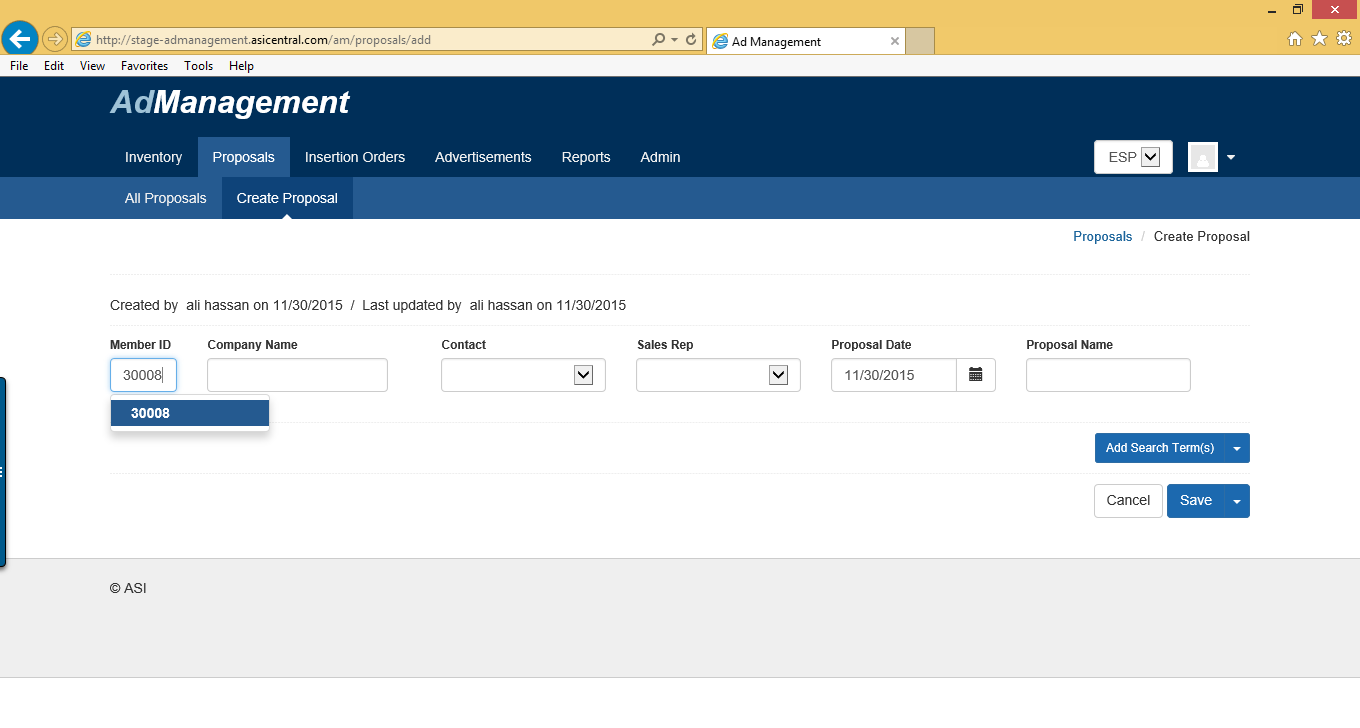 http://stage-admanagement.asicentral.com/am/proposals/add
Ad Management
File Edit View Favorites Tools Help
AdManagement
Inventory Proposals Insertion Orders Advertisements Reports Admin ESP
All Proposals Create Proposal
Proposals / Create Proposal
Created by ali hassan on 11/30/2015 / Last updated by ali hassan on 11/30/2015
Member ID Company Name Contact Sales Rep Proposal Date Proposal Name
30008 11/30/2015
30008
Add Search Term(s)
Cancel Save
© ASI